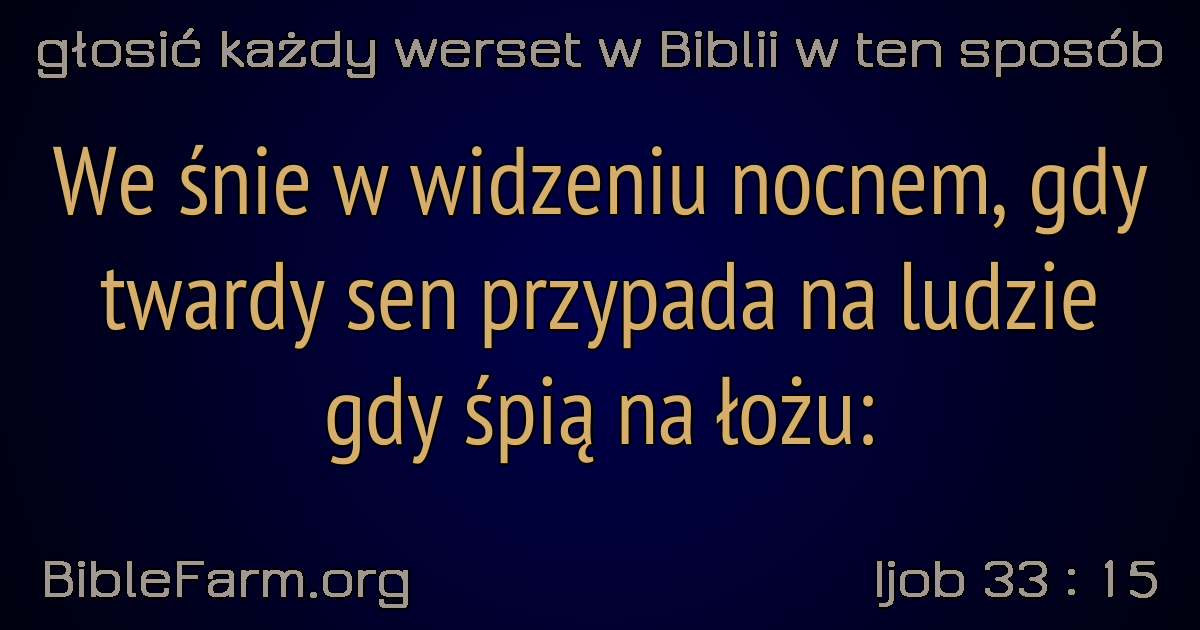 głosić każdy werset w Biblii w ten sposób
We śnie w widzeniu nocnem, gdy
twardy sen przypada na ludzie
gdy śpią na łożu:
BibleFarm.org
Ijob 33 : 15